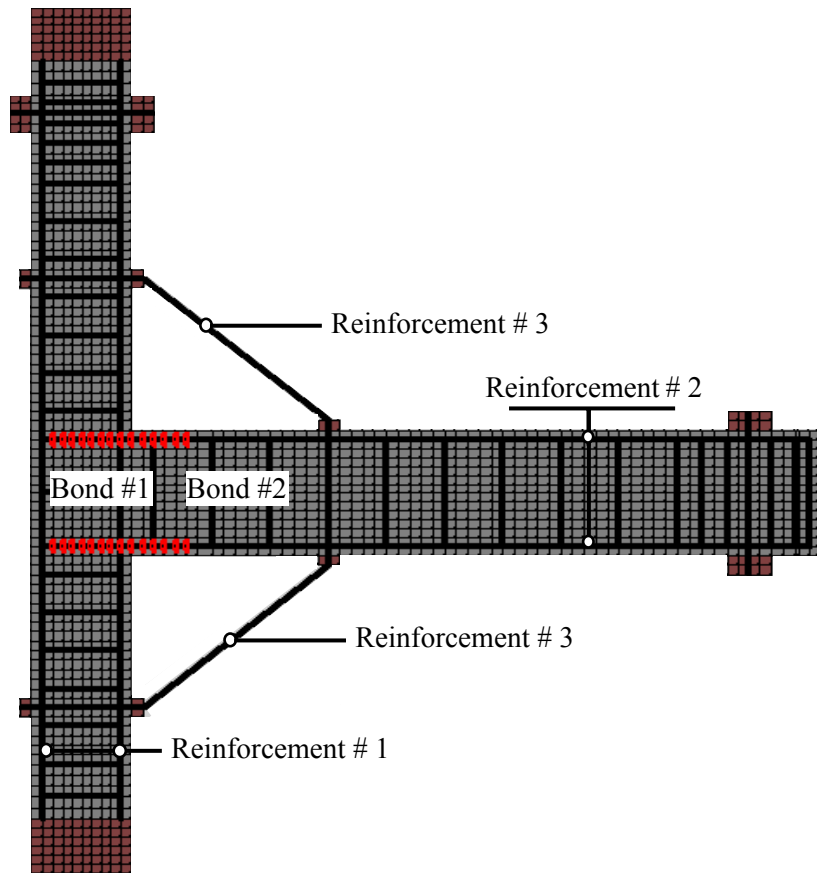 Reinforcement # 3
Reinforcement # 2
Bond #1
Bond #2
Reinforcement # 3
Reinforcement # 1